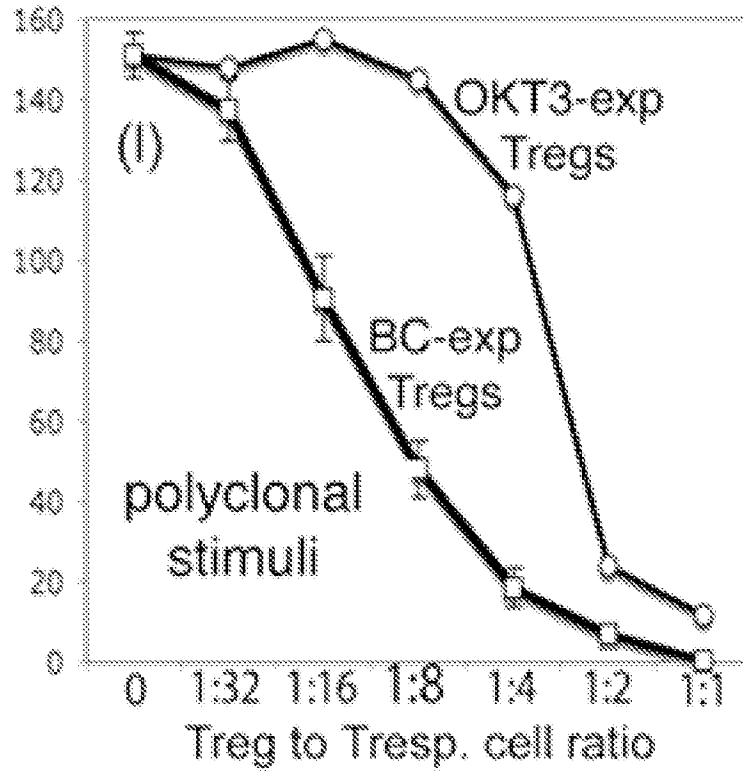 160
140
120
100
80
60
40
20
0
(I)
OKT3-exp
Tregs
BC-exp
Tregs
polyclonal
stimuli
0 1:32 1:16 1:8 1:4 1:2 1:1
Treg to Tresp. cell ratio